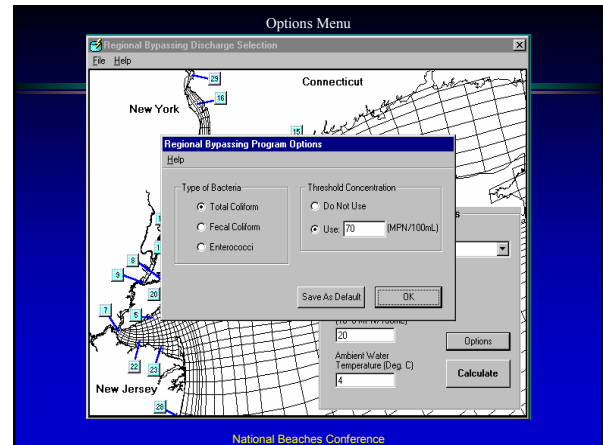 Options Menu
Regional Bypassing Discharge Selection
File Help
29
Connecticut
16
New York
15
Regional Bypassing Program Options
Help
Type of Bacteria
Threshold Concentration
Total Coliform
Do Not Use
Fecal Coliform
Use: 70 (MPN/100mL)
Enterococci
8
9
20
Save As Default
OK
7
5
20
Options
22
23
Ambient Water
Temperature (Deg. C)
4
Calculate
New Jersey
28
National Beaches Conference